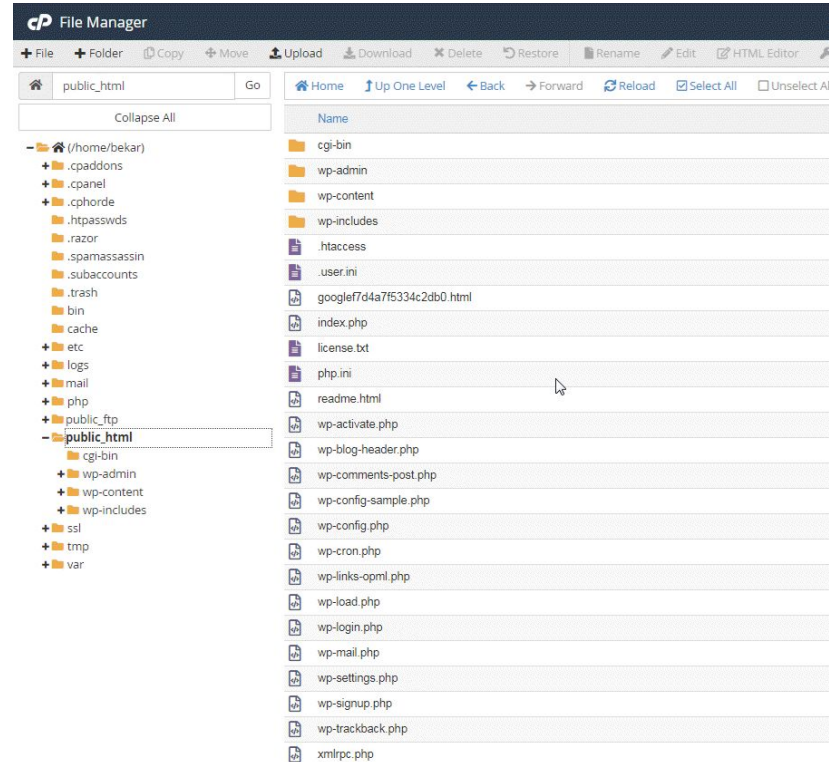 cP File Manager
File Folder Copy Move Upload Download Delete Restore Rename Edit HTML Editor
public_html Go
Home Up One Level Back Forward Reload Select All Unselect
Collapse All
Name
(/home/bekar)
.cpaddons
.cpanel
.cphorde
.htpasswds
.razor
.spamassassin
.subaccounts
.trash
bin
cache
etc
logs
mail
php
public_ftp
public_html
cgi-bin
wp-admin
wp-content
wp-includes
ssl
tmp
var
cgi-bin
wp-admin
wp-content
wp-includes
.htaccess
.user.ini
googlef7d4a7f5334c2db0.html
index.php
license.txt
php.ini
readme.html
wp-activate.php
wp-blog-header.php
wp-comments-post.php
wp-config-sample.php
wp-config.php
wp-cron.php
wp-links-opml.php
wp-load.php
wp-login.php
wp-mail.php
wp-settings.php
wp-signup.php
wp-trackback.php
xmlrpc.php